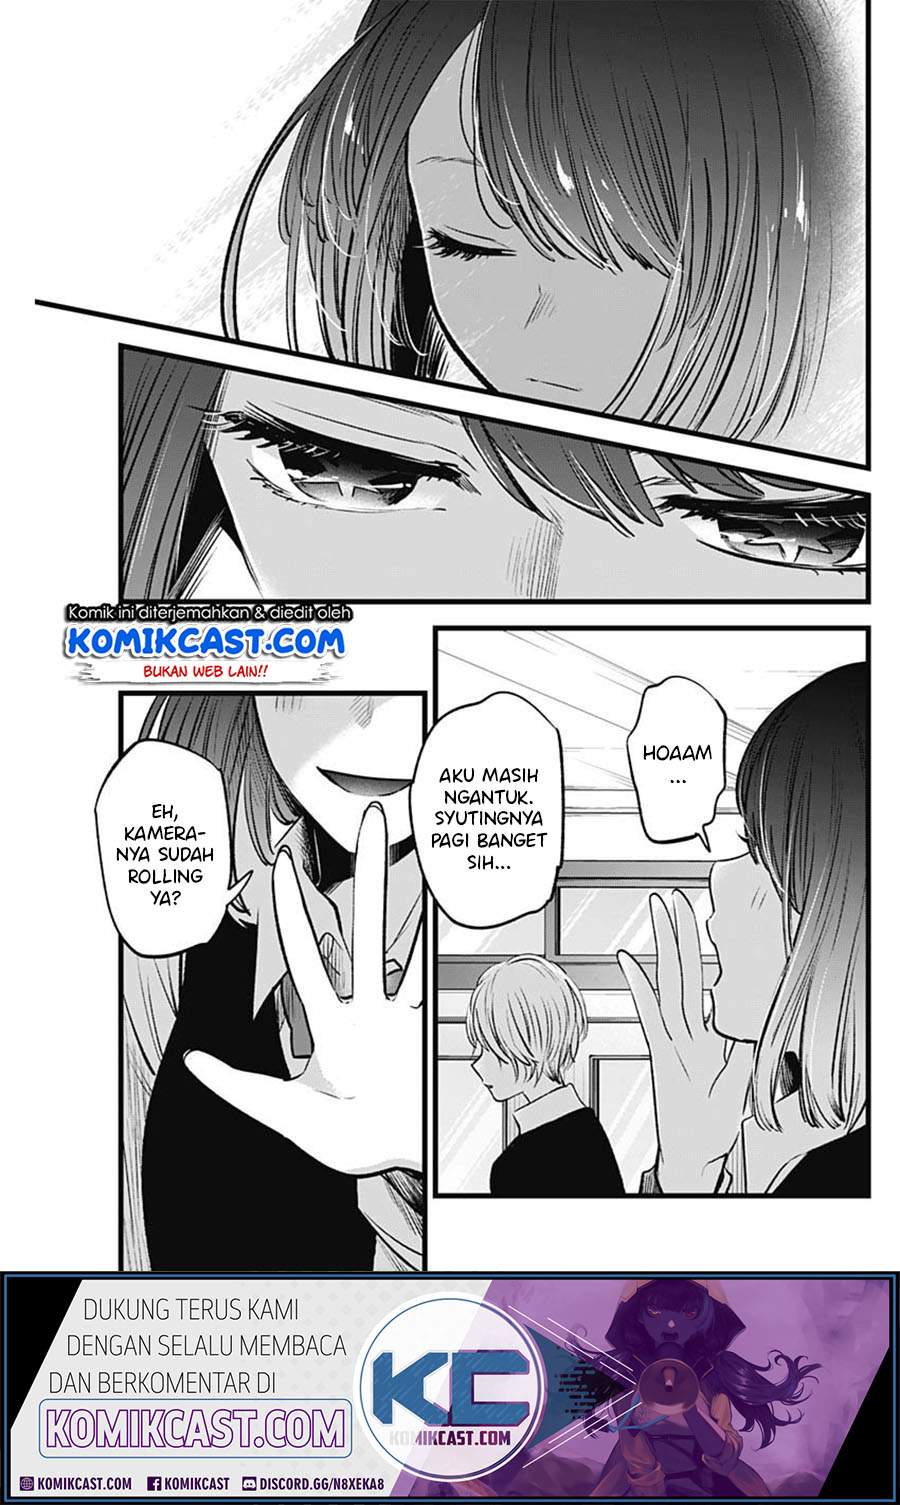 Komik ini diterjemahkan & diedit oleh
KOMIKCAST.COM
BUKAN WEB LAIN!!
HOAAM
...
AKU MASIH
NGANTUK.
SYUTINGNYA
PAGI BANGET
SIH...
EH,
KAMERA-
NYA SUDAH
ROLLING
YA?
DUKUNG TERUS KAMI
DENGAN SELALU MEMBACA
DAN BERKOMENTAR DI
KOMIKCAST.COM
KOMIKCAST.COM
KOMIKCAST
DISCORD.GG/N8XEKA8
KC
KOMIKCAST.COM